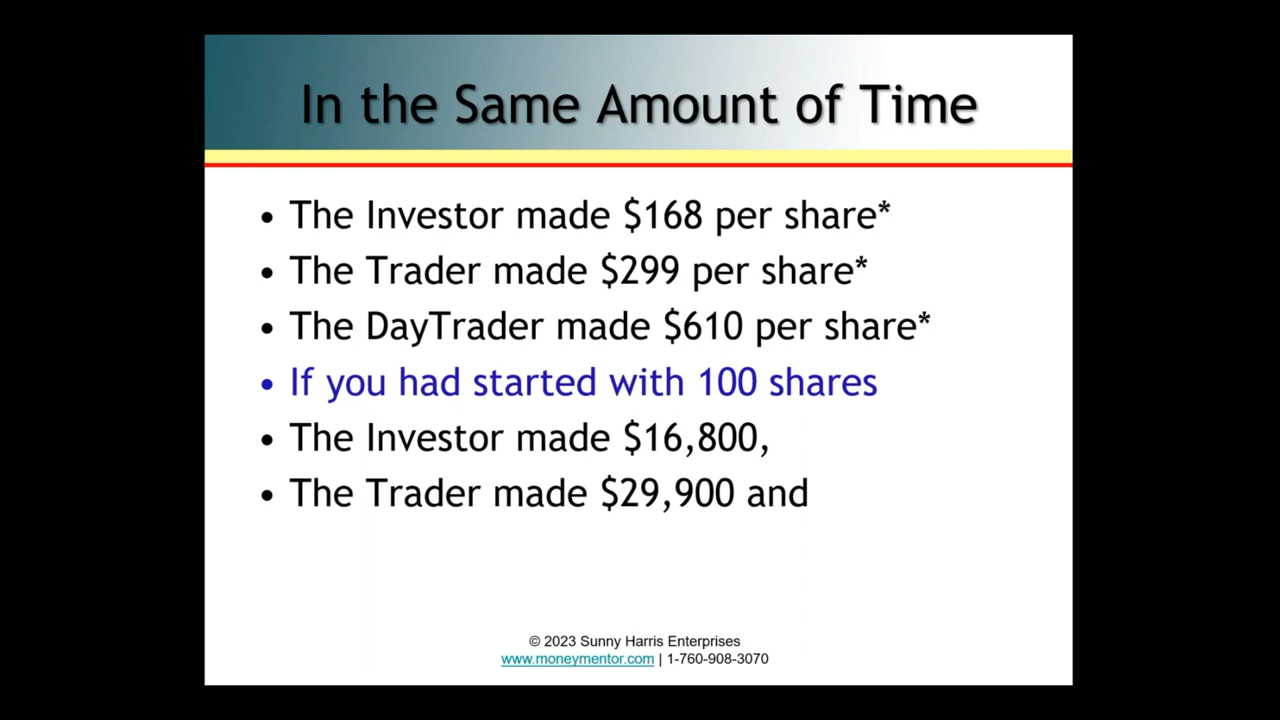 In the Same Amount of Time
• The Investor made $168 per share*
• The Trader made $299 per share*
• The DayTrader made $610 per share*
• If you had started with 100 shares
• The Investor made $16,800,
• The Trader made $29,900 and
© 2023 Sunny Harris Enterprises
www.moneymentor.com | 1-760-908-3070